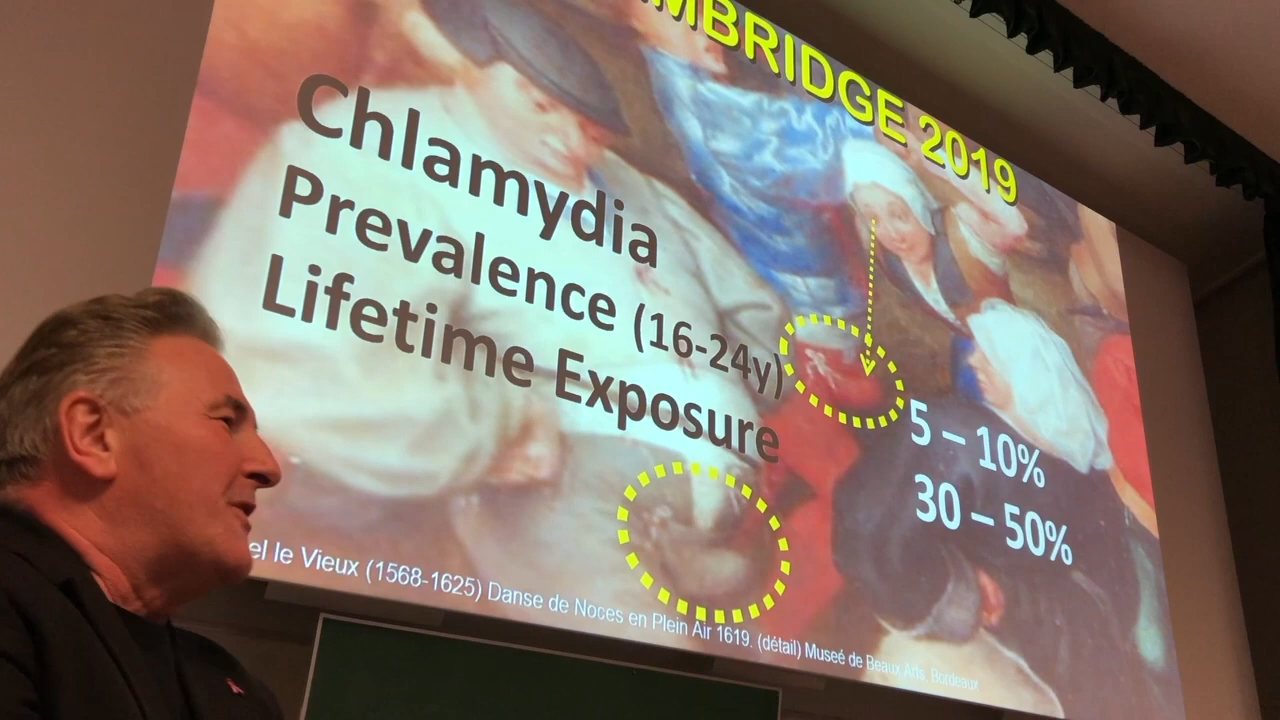 MBRIDGE 2019
Chlamydia
Prevalence (16-24y)
5 – 10%
Lifetime Exposure
30 – 50%
el le Vieux (1568-1625) Danse de Noces en Plein Air 1619. (détail) Museé de Beaux Arts, Bordeaux